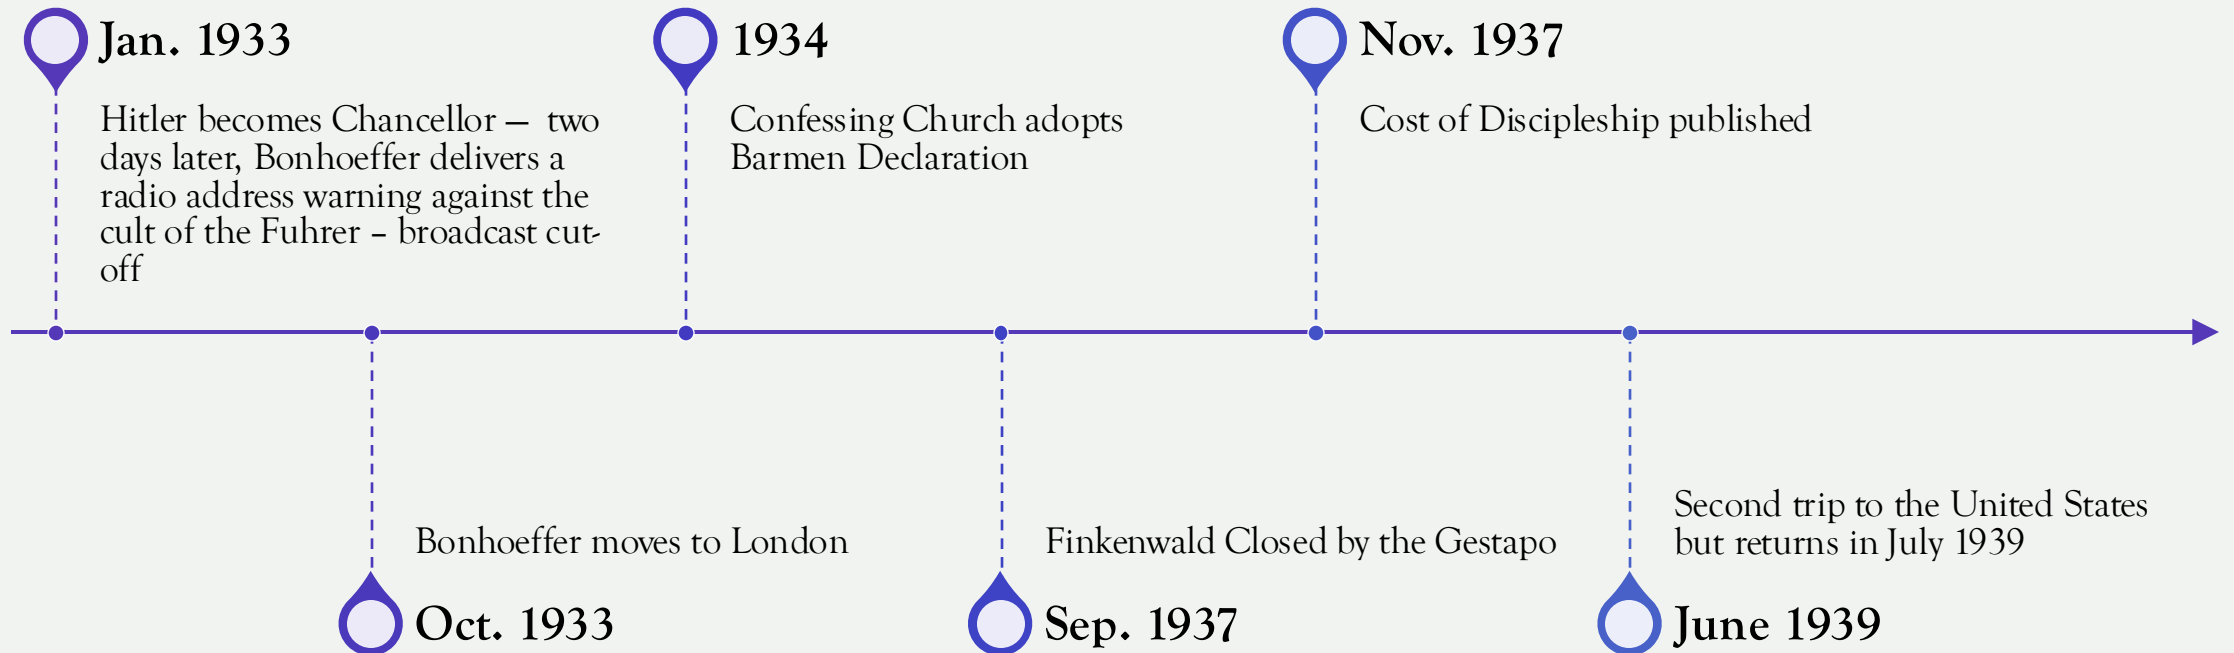 Jan. 1933
Hitler becomes Chancellor – two
days later, Bonhoeffer delivers a
radio address warning against the
cult of the Fuhrer – broadcast cut-
off
Bonhoeffer moves to London
Oct. 1933
1934
Confessing Church adopts
Barmen Declaration
Finkenwald Closed by the Gestapo
Sep. 1937
Nov. 1937
Cost of Discipleship published
Second trip to the United States
but returns in July 1939
June 1939